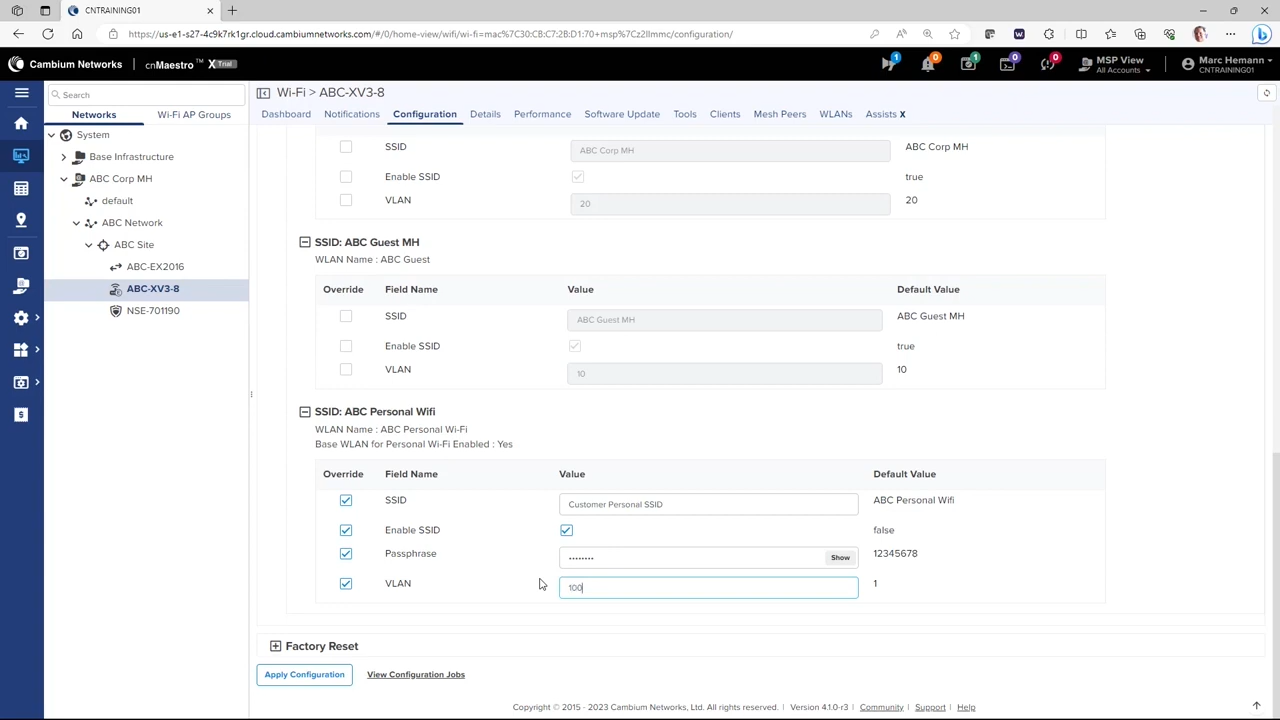 CNTRAINING01
https://us-e1-s27-4c9k7rk1gr.cloud.cambiumnetworks.com/#/0/home-view/wifi/wi-fi=mac%7C30:CB:C7:2B:D1:70+msp%7Cz2llmmc/configuration/
Cambium Networks cnMaestro™ X Trial 1 0 1 0 0 MSP View All Accounts Marc Hemann CNTRAINING01
Search
Networks Wi-Fi AP Groups
System
Base Infrastructure
ABC Corp MH
default
ABC Network
ABC Site
ABC-EX2016
ABC-XV3-8
NSE-701190
Wi-Fi > ABC-XV3-8
Dashboard Notifications Configuration Details Performance Software Update Tools Clients Mesh Peers WLANs Assists X
SSID ABC Corp MH ABC Corp MH
Enable SSID true
VLAN 20 20
SSID: ABC Guest MH
WLAN Name : ABC Guest
Override Field Name Value Default Value
SSID ABC Guest MH ABC Guest MH
Enable SSID true
VLAN 10 10
SSID: ABC Personal Wifi
WLAN Name : ABC Personal Wi-Fi
Base WLAN for Personal Wi-Fi Enabled : Yes
Override Field Name Value Default Value
SSID Customer Personal SSID ABC Personal Wifi
Enable SSID false
Passphrase •••••••• Show 12345678
VLAN 100 1
Factory Reset
Apply Configuration View Configuration Jobs
Copyright © 2015 - 2023 Cambium Networks, Ltd. All rights reserved. | Version 4.1.0-r3 | Community | Support | Help